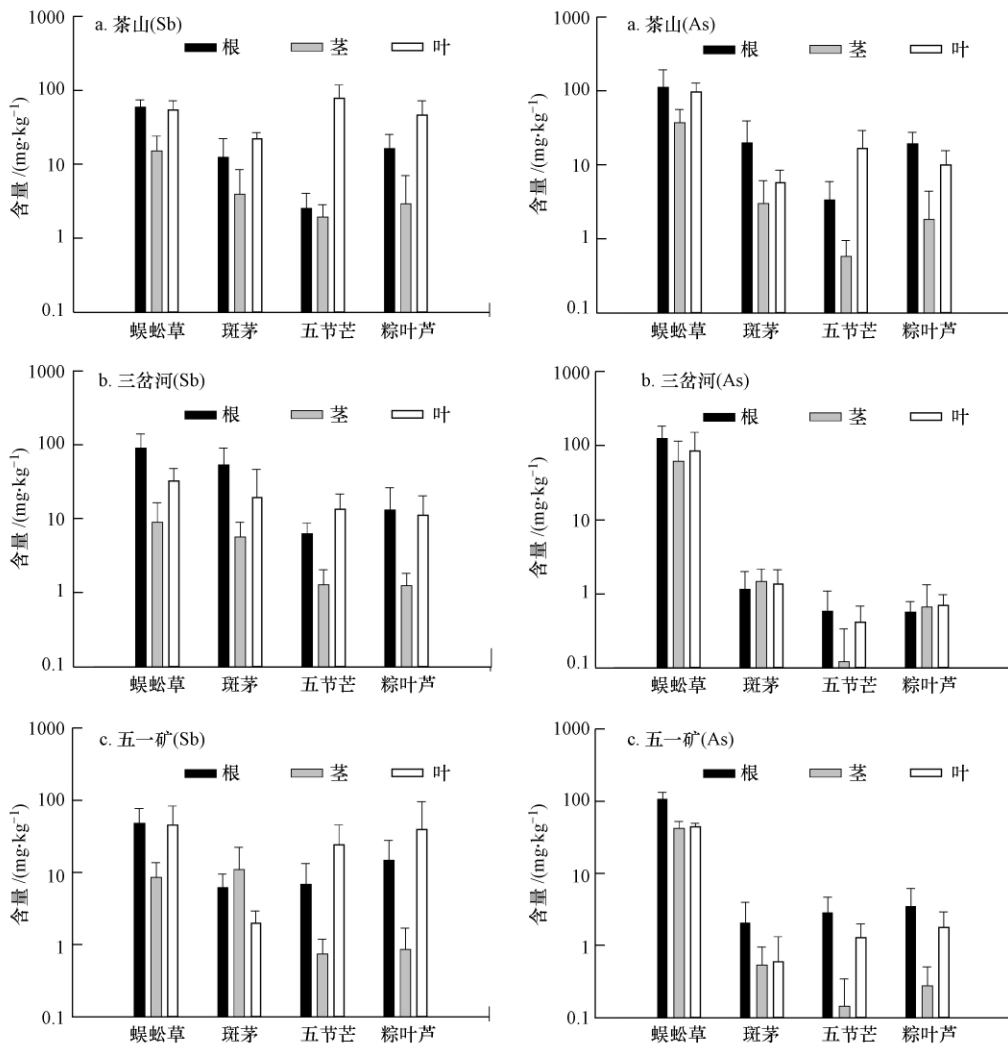 a. 茶山(Sb)
根 茎 叶
1000
100
10
1
0.1
含量 /(mg·kg⁻¹)
蜈蚣草 斑茅 五节芒 粽叶芦
a. 茶山(As)
根 茎 叶
1000
100
10
1
0.1
含量 /(mg·kg⁻¹)
蜈蚣草 斑茅 五节芒 粽叶芦
b. 三岔河(Sb)
根 茎 叶
1000
100
10
1
0.1
含量 /(mg·kg⁻¹)
蜈蚣草 斑茅 五节芒 粽叶芦
b. 三岔河(As)
根 茎 叶
1000
100
10
1
0.1
含量 /(mg·kg⁻¹)
蜈蚣草 斑茅 五节芒 粽叶芦
c. 五一矿(Sb)
根 茎 叶
1000
100
10
1
0.1
含量 /(mg·kg⁻¹)
蜈蚣草 斑茅 五节芒 粽叶芦
c. 五一矿(As)
根 茎 叶
1000
100
10
1
0.1
含量 /(mg·kg⁻¹)
蜈蚣草 斑茅 五节芒 粽叶芦